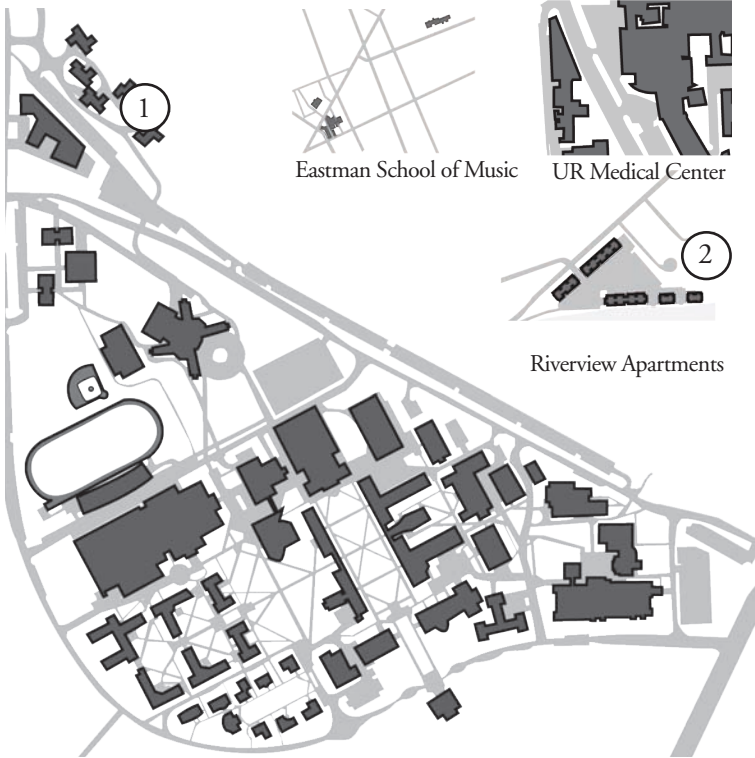 1
Eastman School of Music
UR Medical Center
2
Riverview Apartments